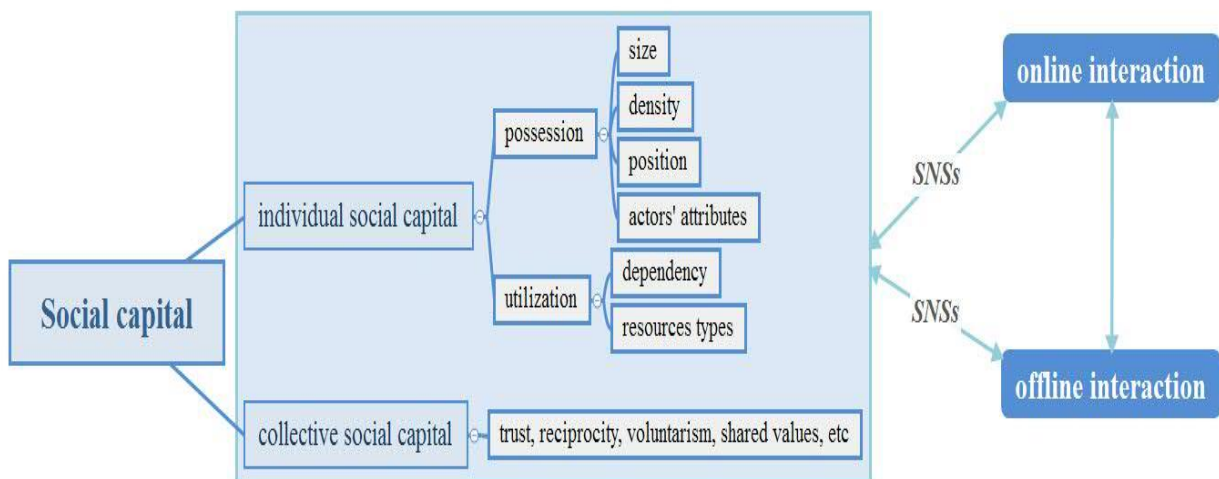 Social capital
individual social capital
possession
size
density
position
actors' attributes
utilization
dependency
resources types
collective social capital
trust, reciprocity, voluntarism, shared values, etc
SNSs
SNSs
online interaction
offline interaction